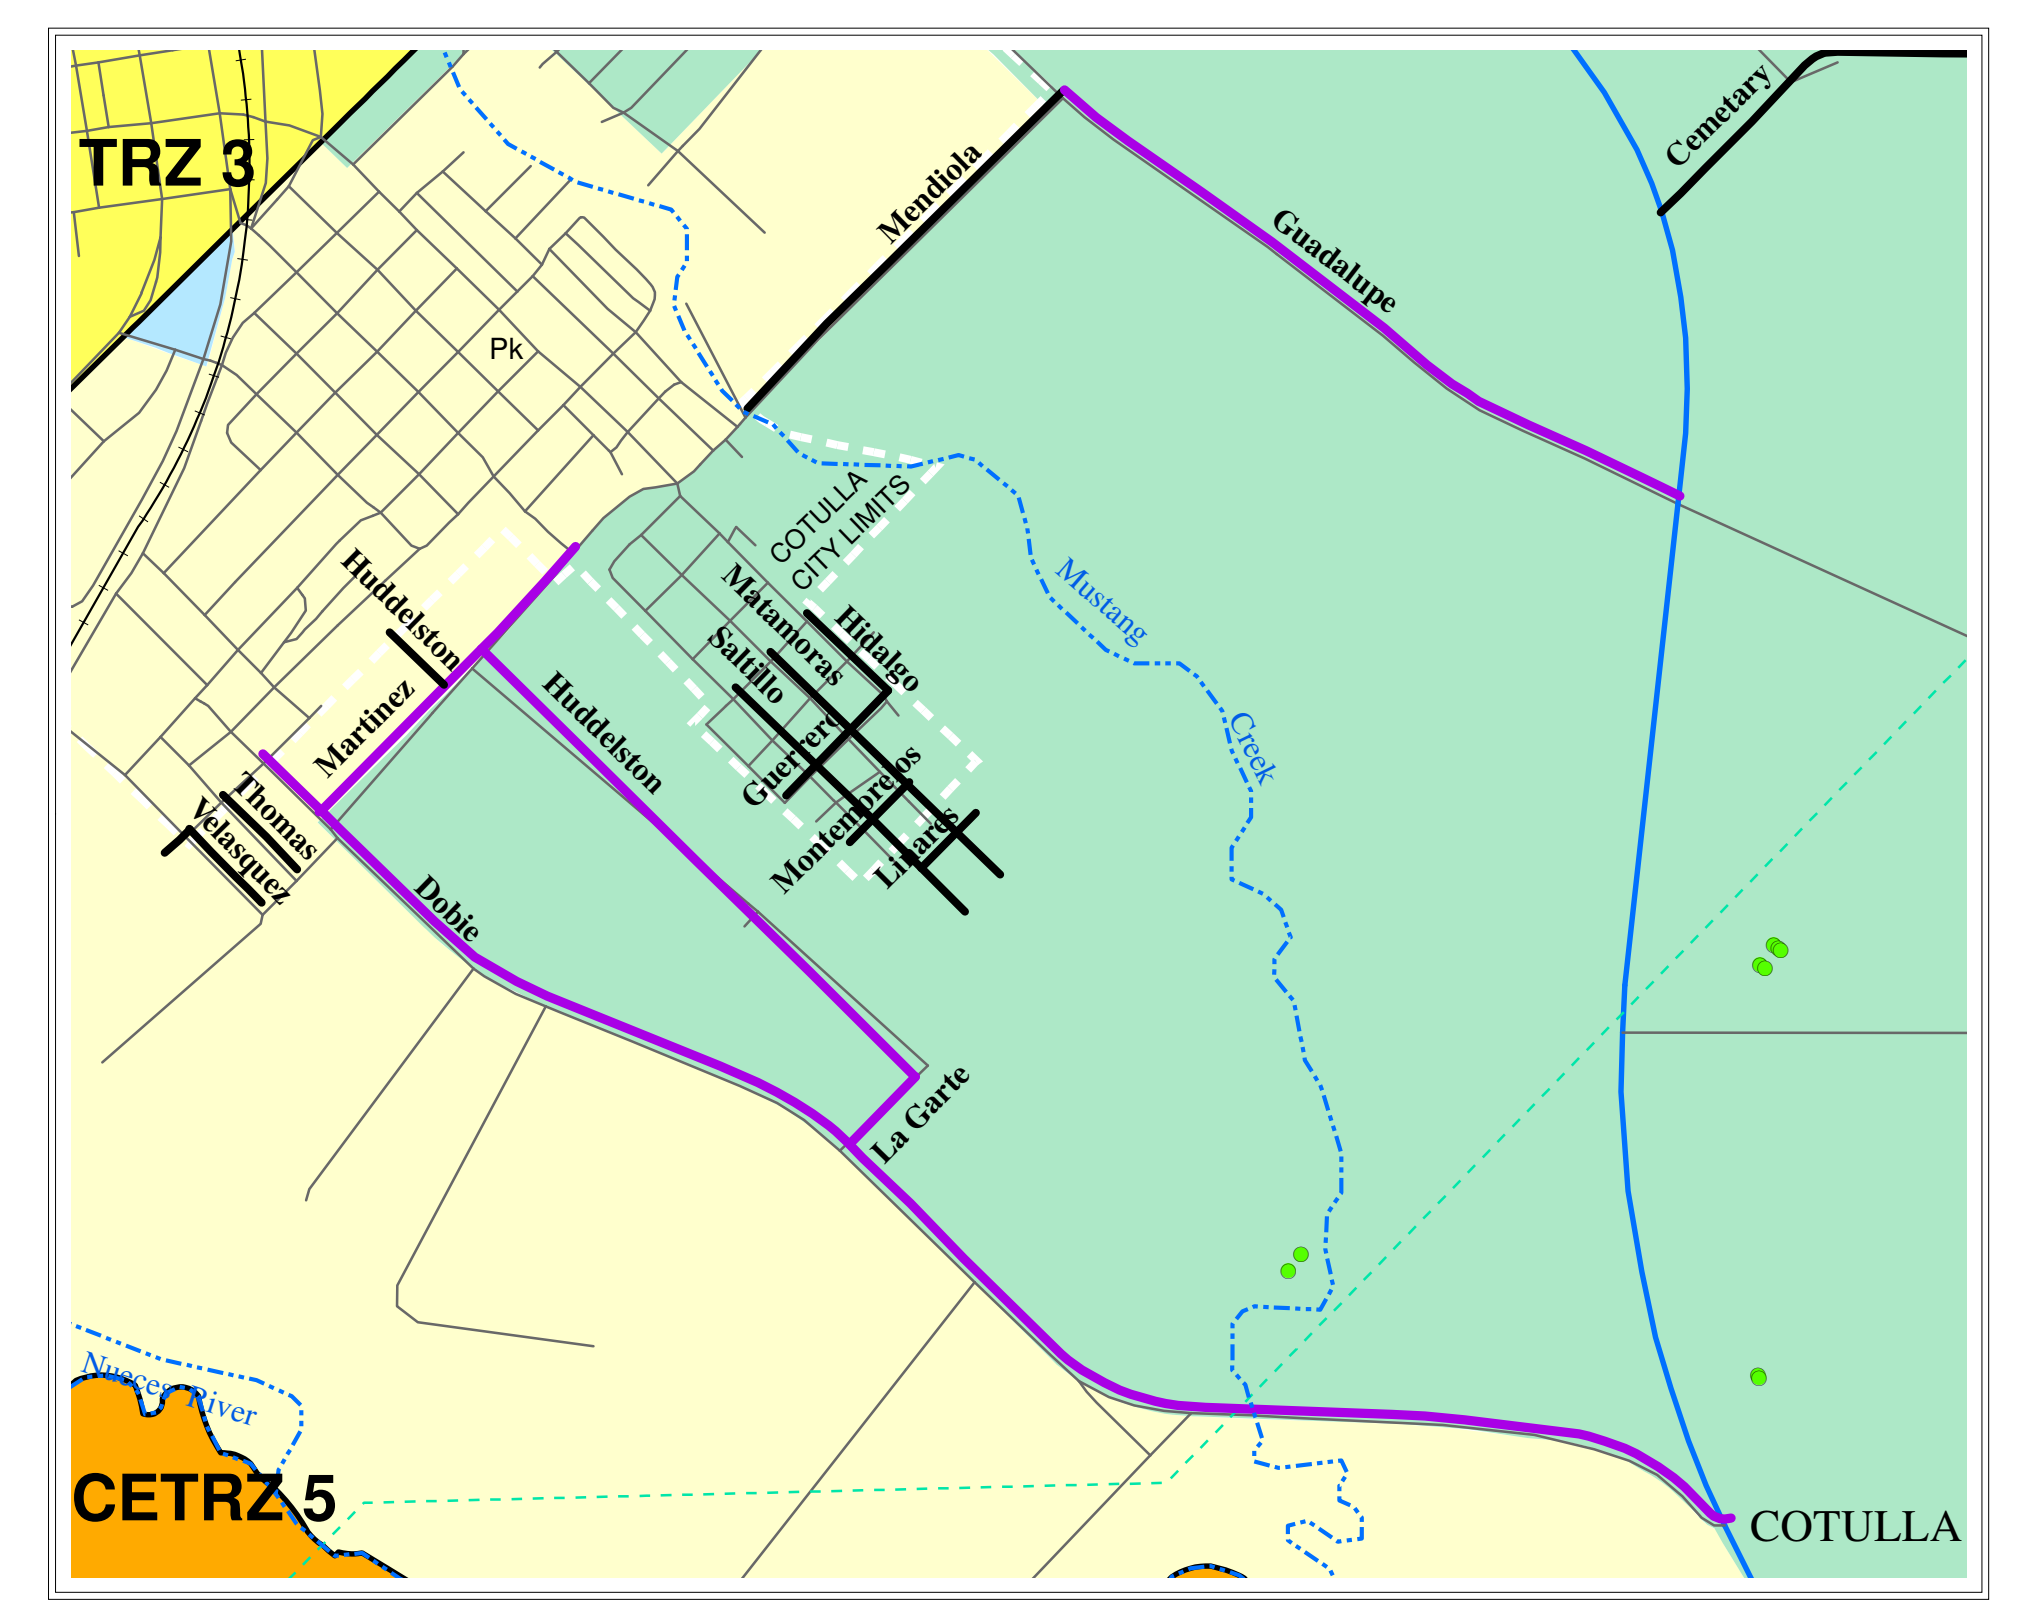 Cemetary
TRZ 3
Mendiola
Guadalupe
Pk
COTULLA
CITY LIMITS
Huddelston
Matamoras
Hidalgo
Mustang
Saltillo
Martinez
Huddelston
Guerrero
Creek
Thomas
Velasquez
Montemorelos
Linares
Dobie
La Garte
Nueces River
CETRZ 5
COTULLA